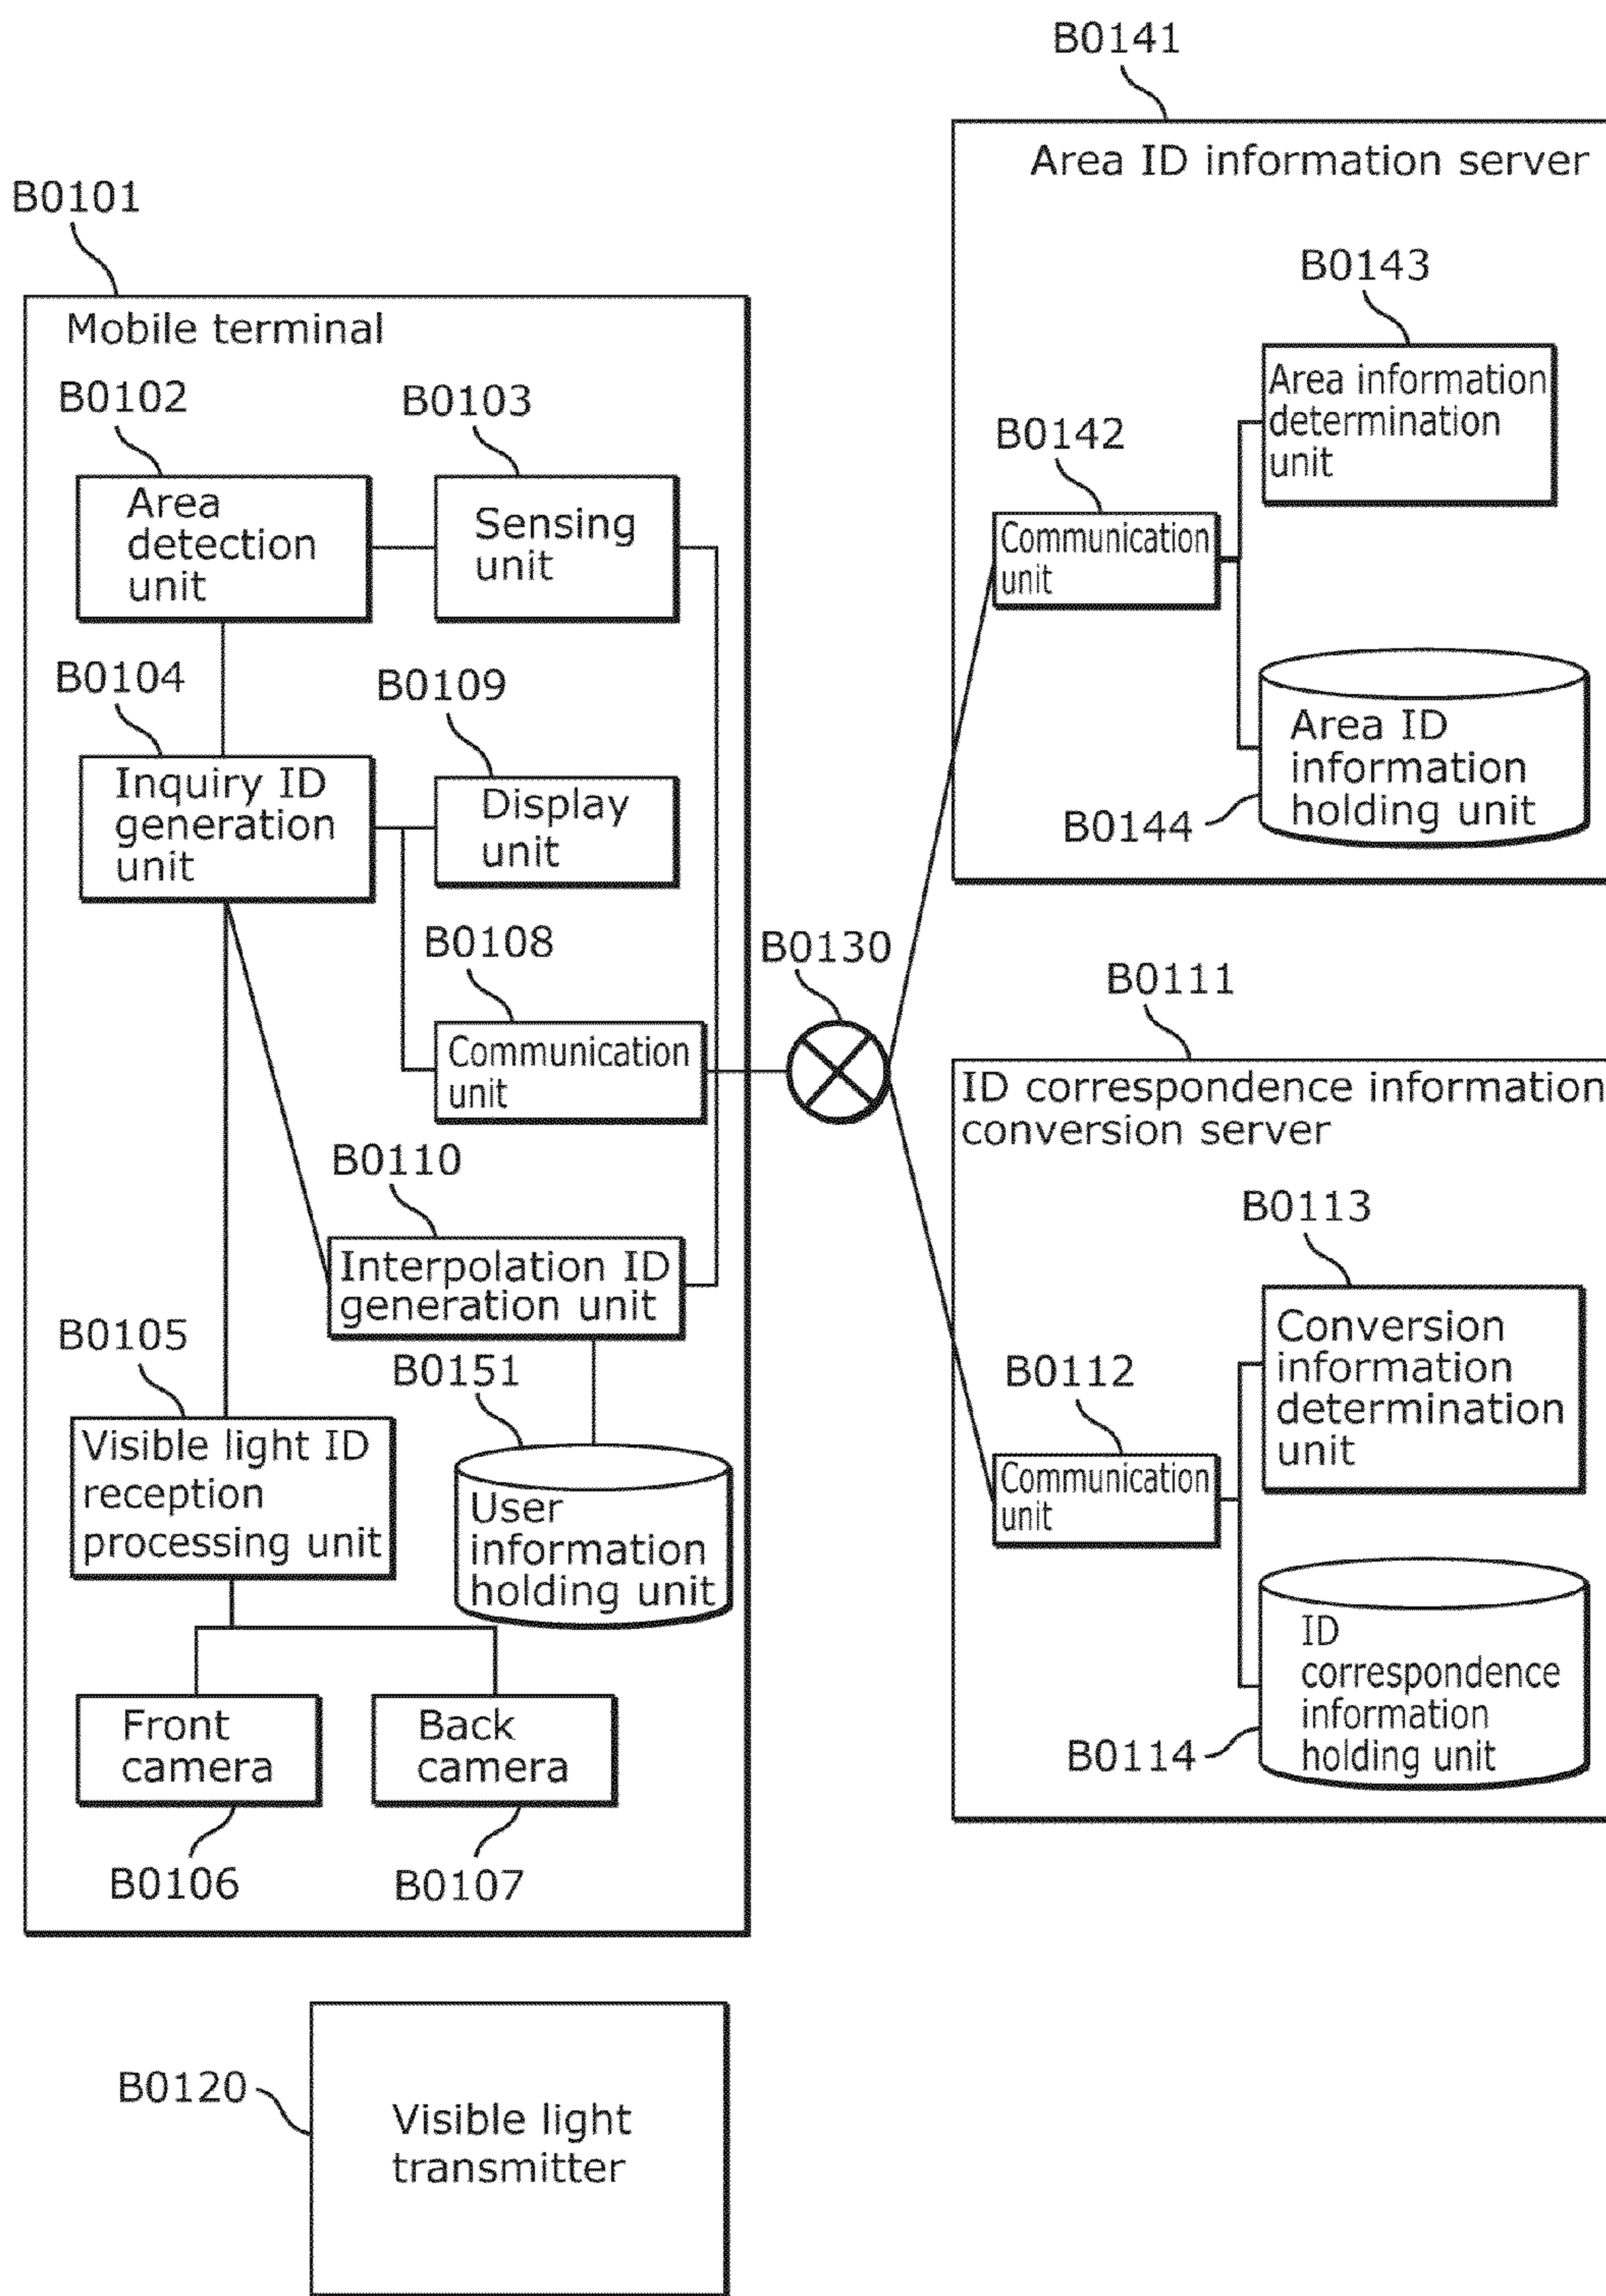 B0141
Area ID information server
B0143
Area information
determination
unit
B0142
Communication
unit
Area ID
information
holding unit
B0144
B0101
Mobile terminal
B0102
B0103
Area
detection
unit
Sensing
unit
B0104
B0109
Inquiry ID
generation
unit
Display
unit
B0108
Communication
unit
B0130
B0110
Interpolation ID
generation unit
B0105
B0151
Visible light ID
reception
processing unit
User
information
holding unit
Front
camera
Back
camera
B0106
B0107
B0111
ID correspondence information
conversion server
B0113
Conversion
information
determination
unit
B0112
Communication
unit
ID
correspondence
information
holding unit
B0114
B0120
Visible light
transmitter